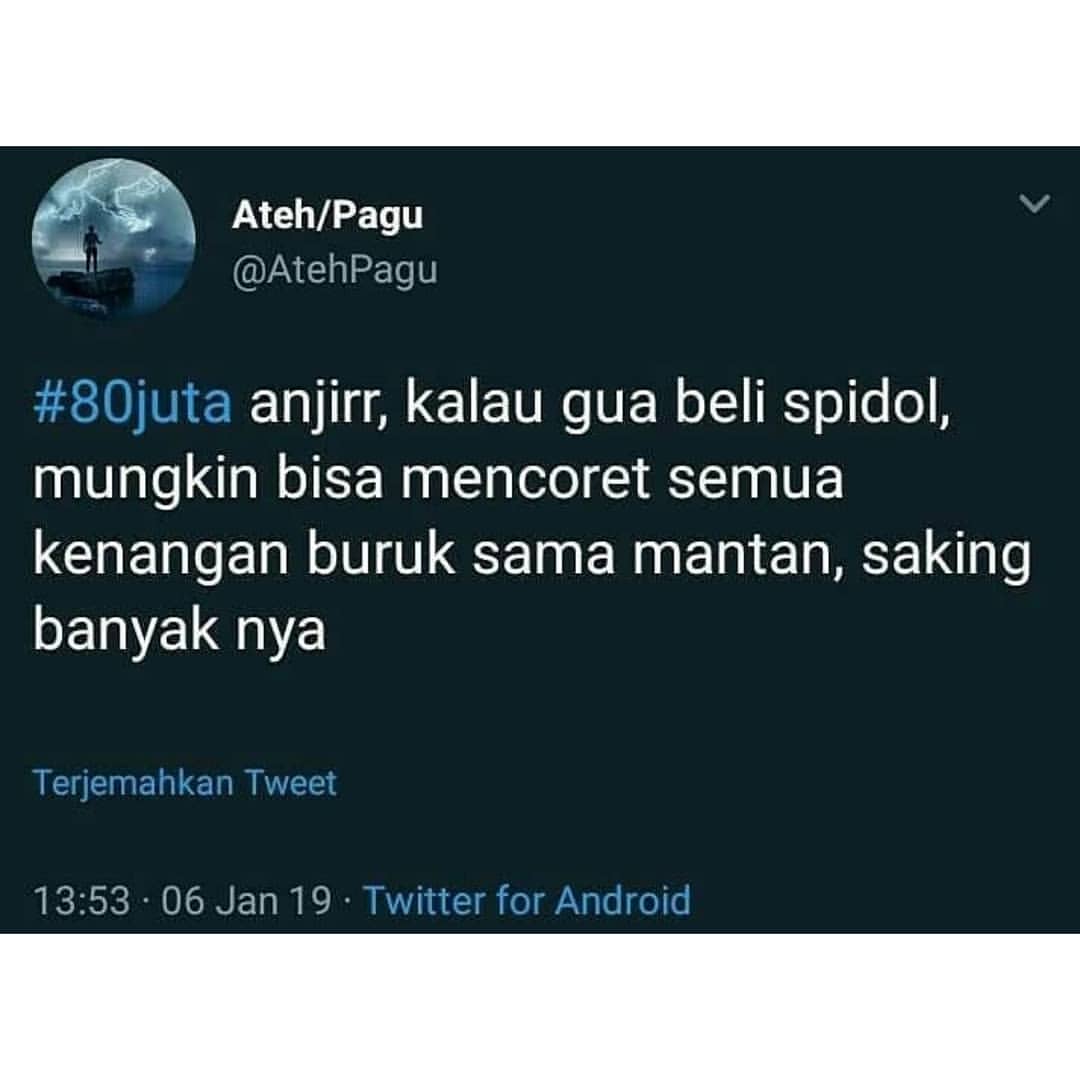 Ateh/Pagu
@AtehPagu
#80juta anjirr, kalau gua beli spidol,
mungkin bisa mencoret semua
kenangan buruk sama mantan, saking
banyak nya
Terjemahkan Tweet
13:53 · 06 Jan 19 · Twitter for Android